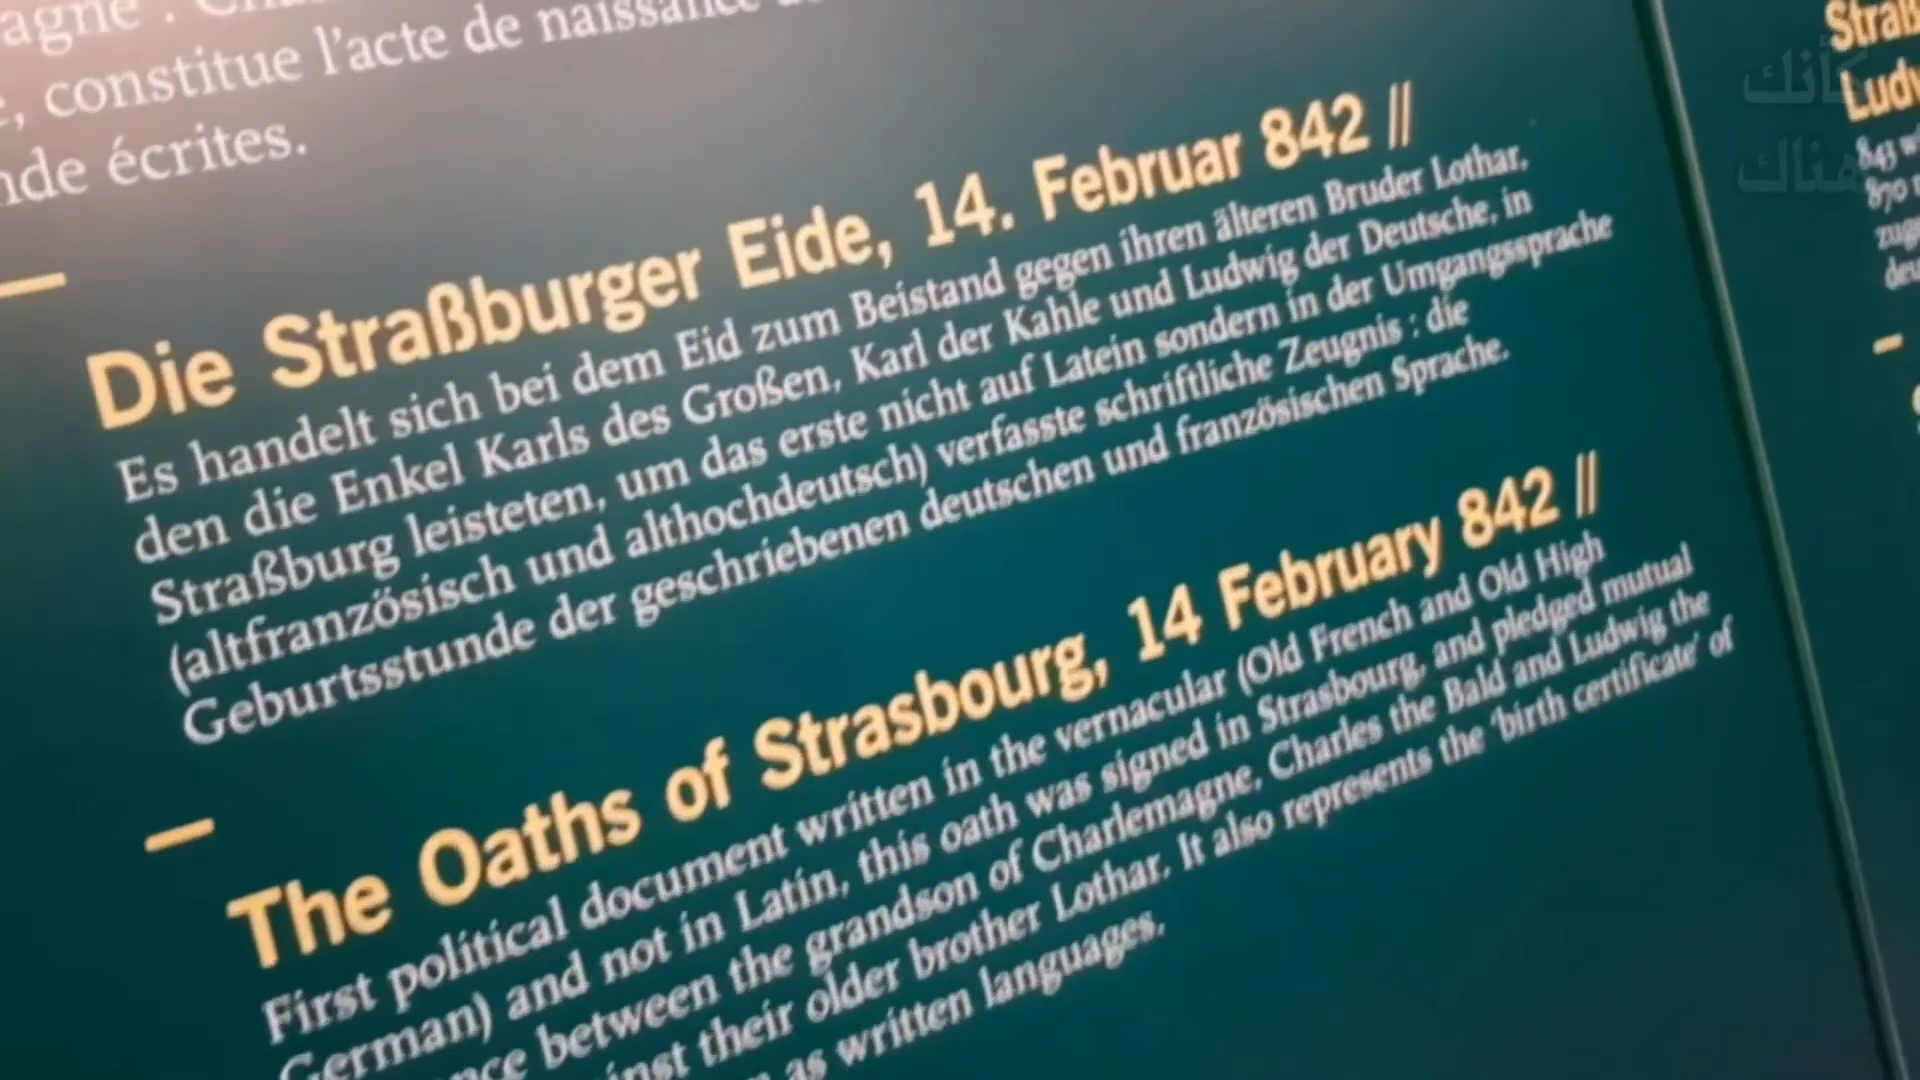 agne . 
, constitue l'acte de naissance
nde écrites.
Die Straßburger Eide, 14. Februar 842 //
Es handelt sich bei dem Eid zum Beistand gegen ihren älteren Bruder Lothar,
den die Enkel Karls des Großen, Karl der Kahle und Ludwig der Deutsche, in
Straßburg leisteten, um das erste nicht auf Latein sondern in der Umgangssprache
(altfranzösisch und althochdeutsch) verfasste schriftliche Zeugnis : die
Geburtsstunde der geschriebenen deutschen und französischen Sprache.
The Oaths of Strasbourg, 14 February 842 //
First political document written in the vernacular (Old French and Old High
German) and not in Latin, this oath was signed in Strasbourg, and pledged mutual
nce between the grandson of Charlemagne, Charles the Bald and Ludwig the
inst their older brother Lothar. It also represents the 'birth certificate' of
as written languages.
Straß
Ludw
843 w
870
zuge
deu
كأنك
هناك